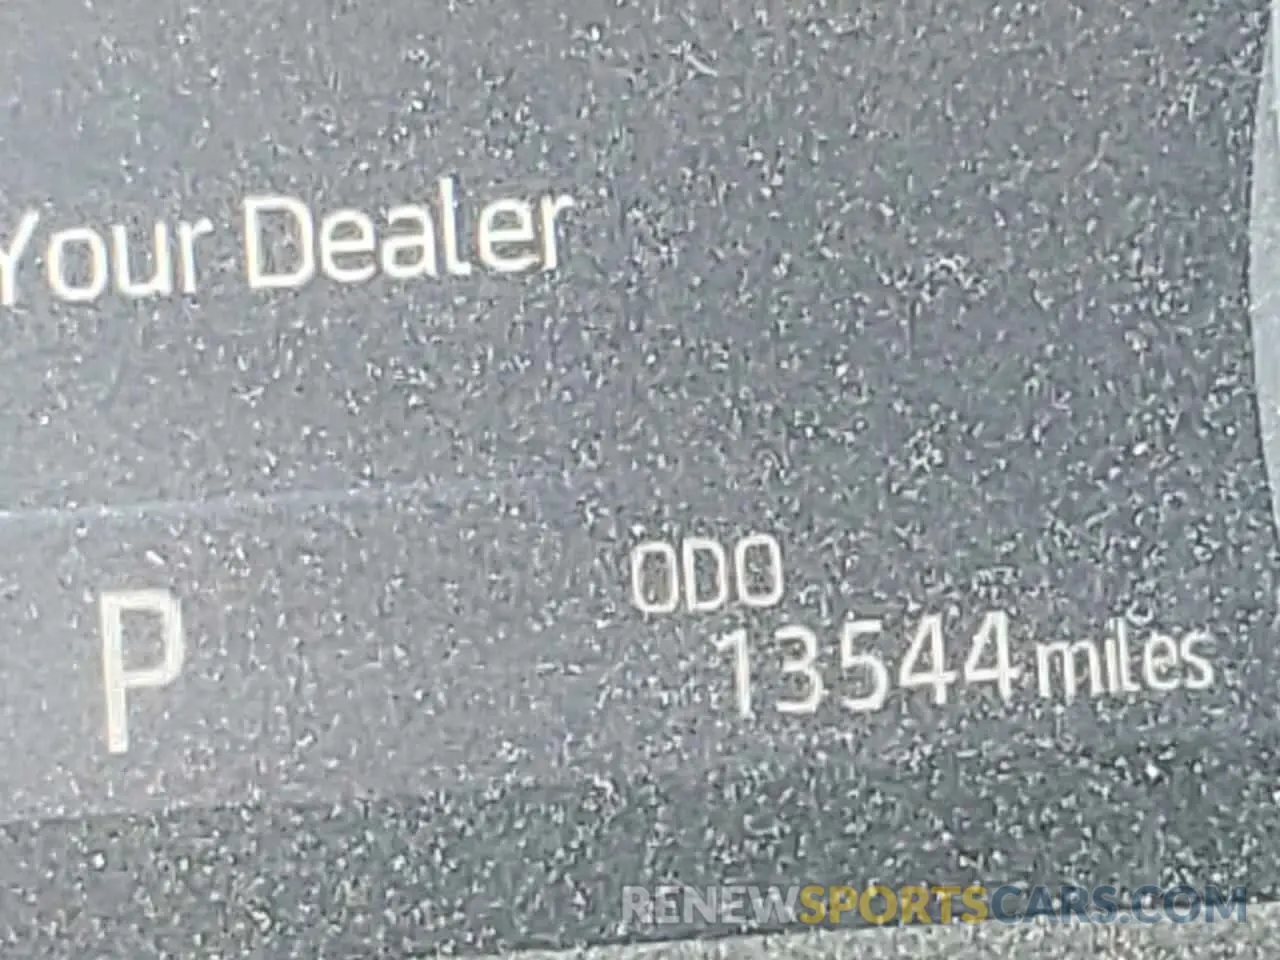 Your Dealer
P
ODO
13544 miles
RENEWSPORTSCARS.COM